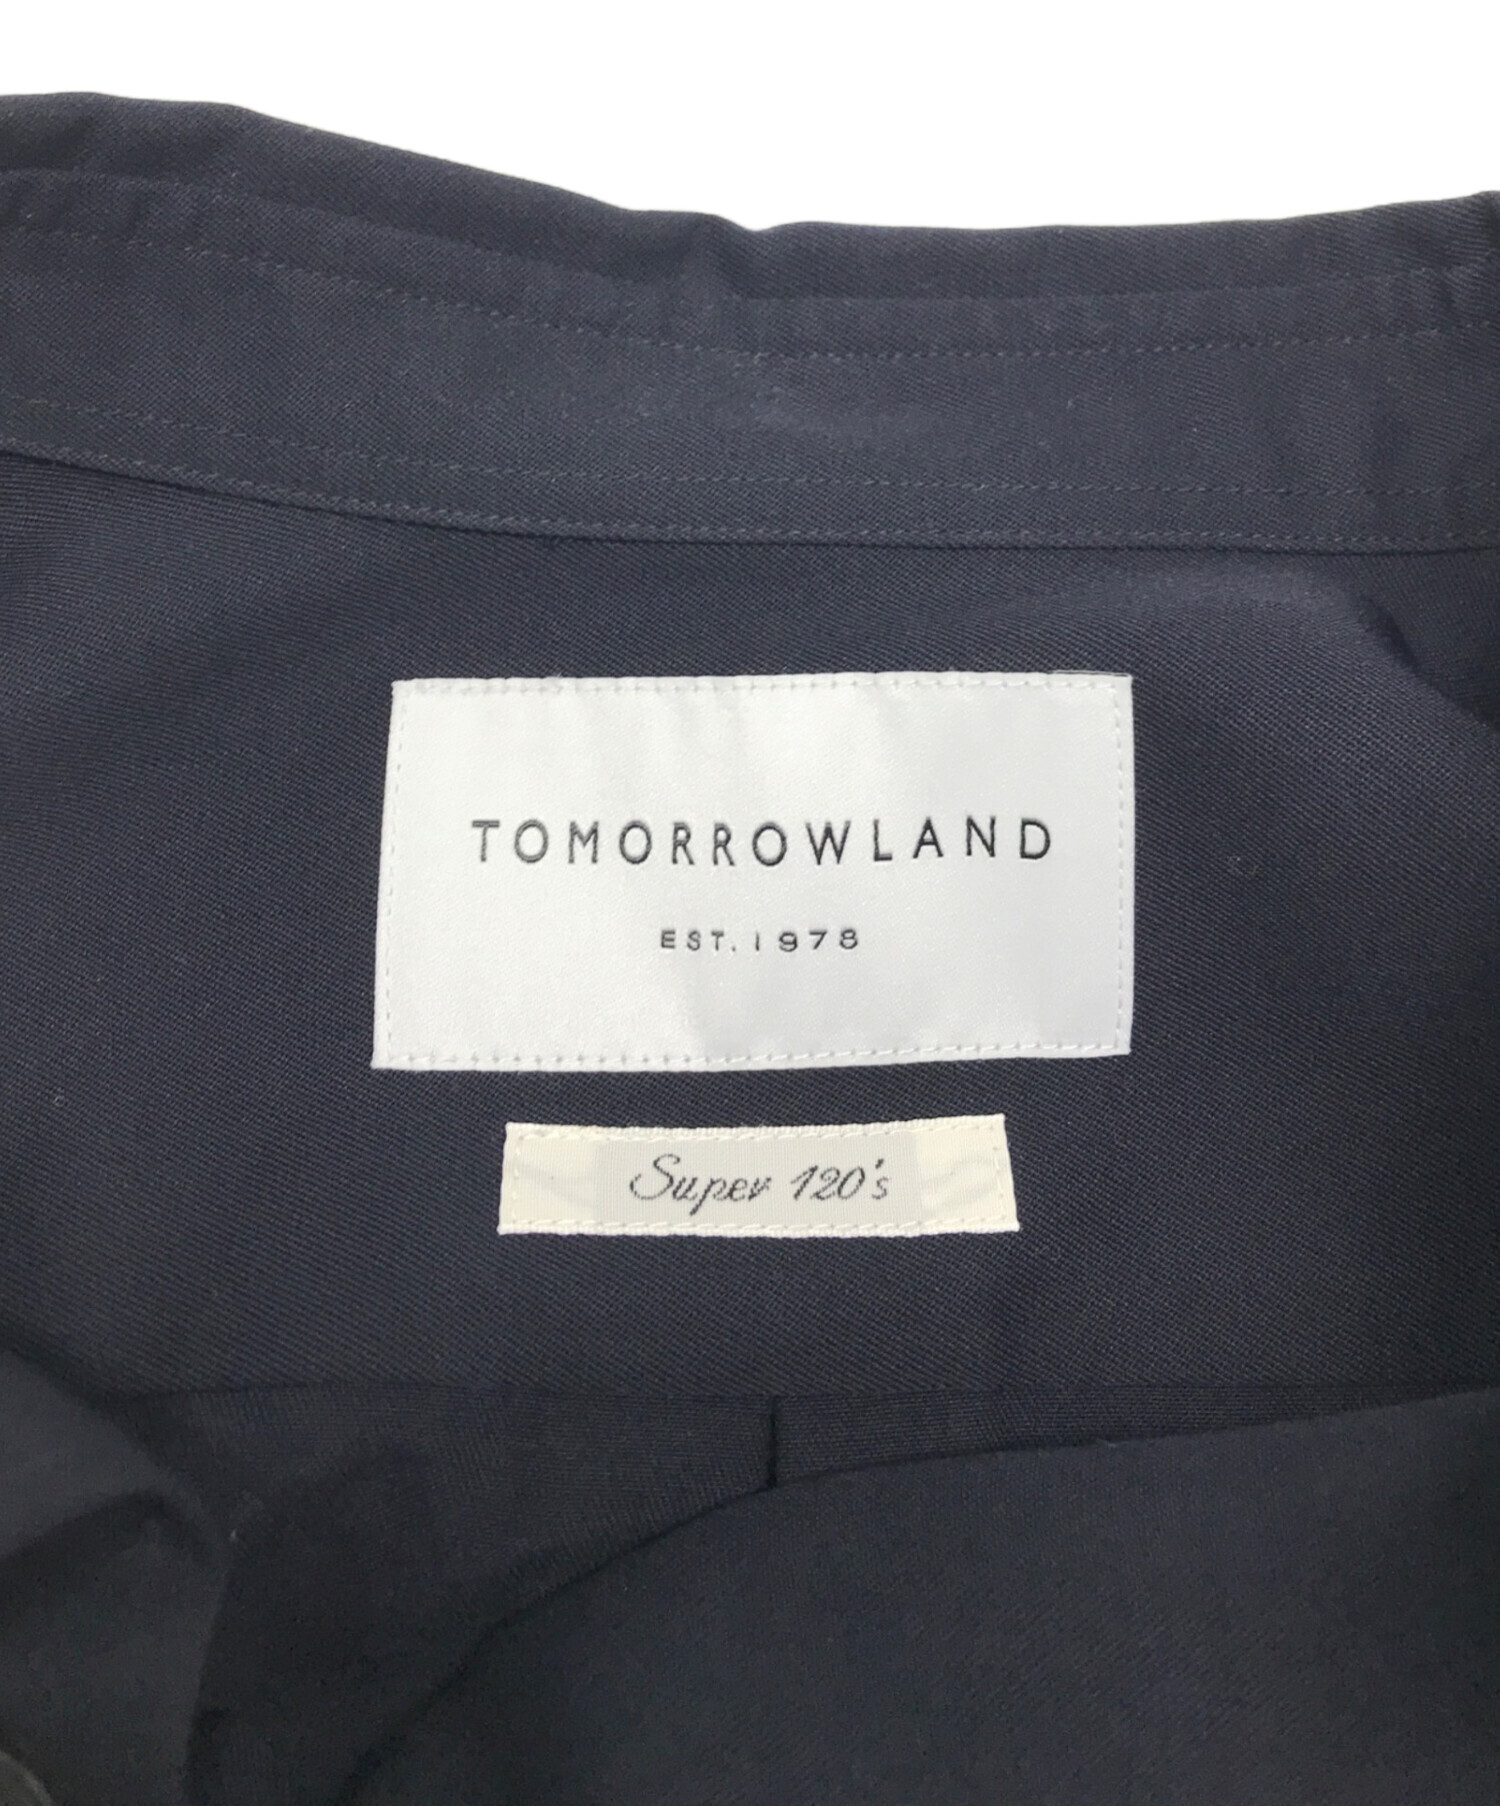 TOMORROWLAND
EST. 1978
Super 120's